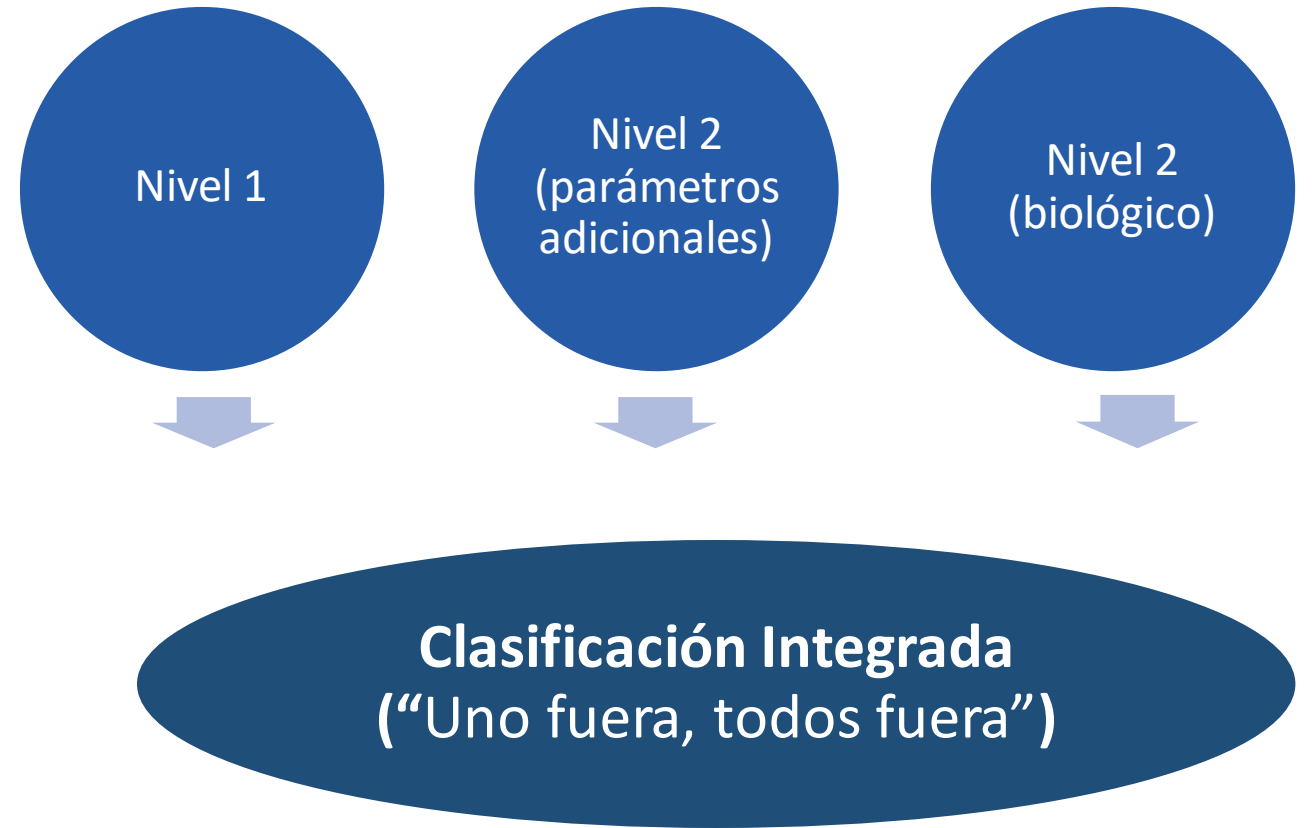 Nivel 1
Nivel 2
(parámetros
adicionales)
Nivel 2
(biológico)
Clasificación Integrada
(“Uno fuera, todos fuera”)